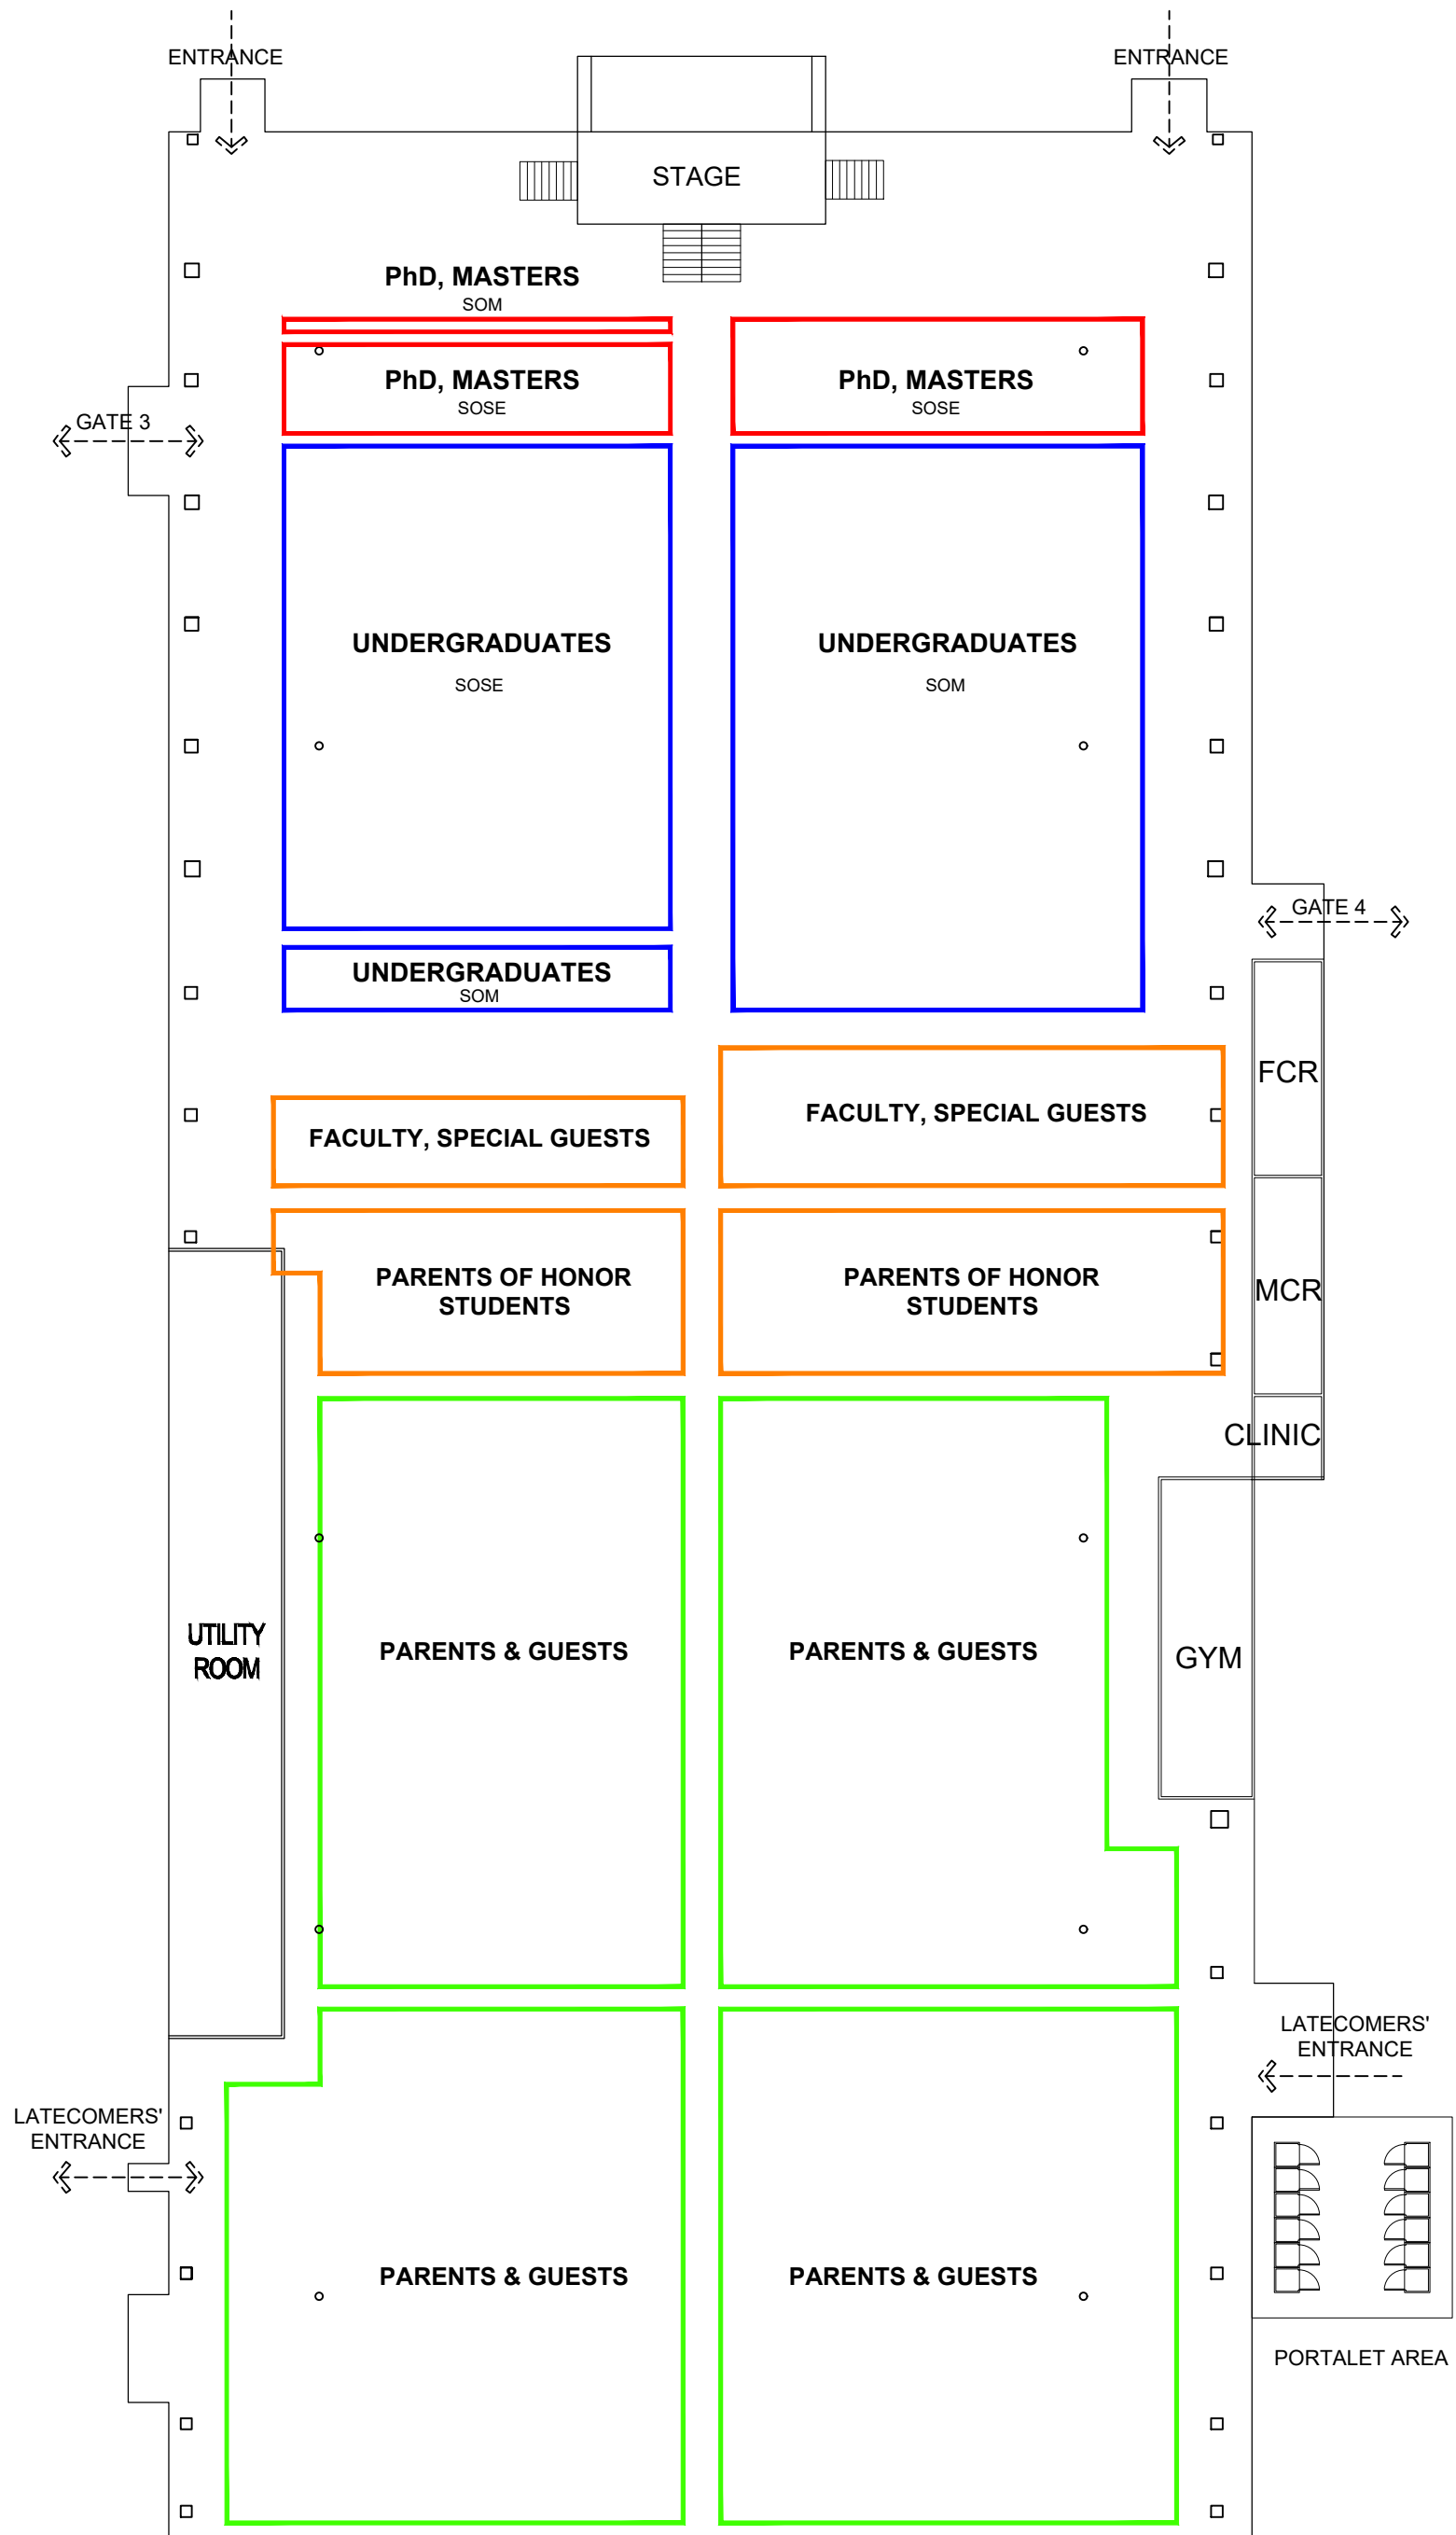 ENTRANCE
ENTRANCE
STAGE
PhD, MASTERS
SOM
PhD, MASTERS
SOSE
PhD, MASTERS
SOSE
GATE 3
UNDERGRADUATES
SOSE
UNDERGRADUATES
SOM
GATE 4
UNDERGRADUATES
SOM
FCR
FACULTY, SPECIAL GUESTS
FACULTY, SPECIAL GUESTS
PARENTS OF HONOR
STUDENTS
PARENTS OF HONOR
STUDENTS
MCR
CLINIC
UTILITY
ROOM
PARENTS & GUESTS
PARENTS & GUESTS
GYM
LATECOMERS'
ENTRANCE
LATECOMERS'
ENTRANCE
PARENTS & GUESTS
PARENTS & GUESTS
PORTALET AREA